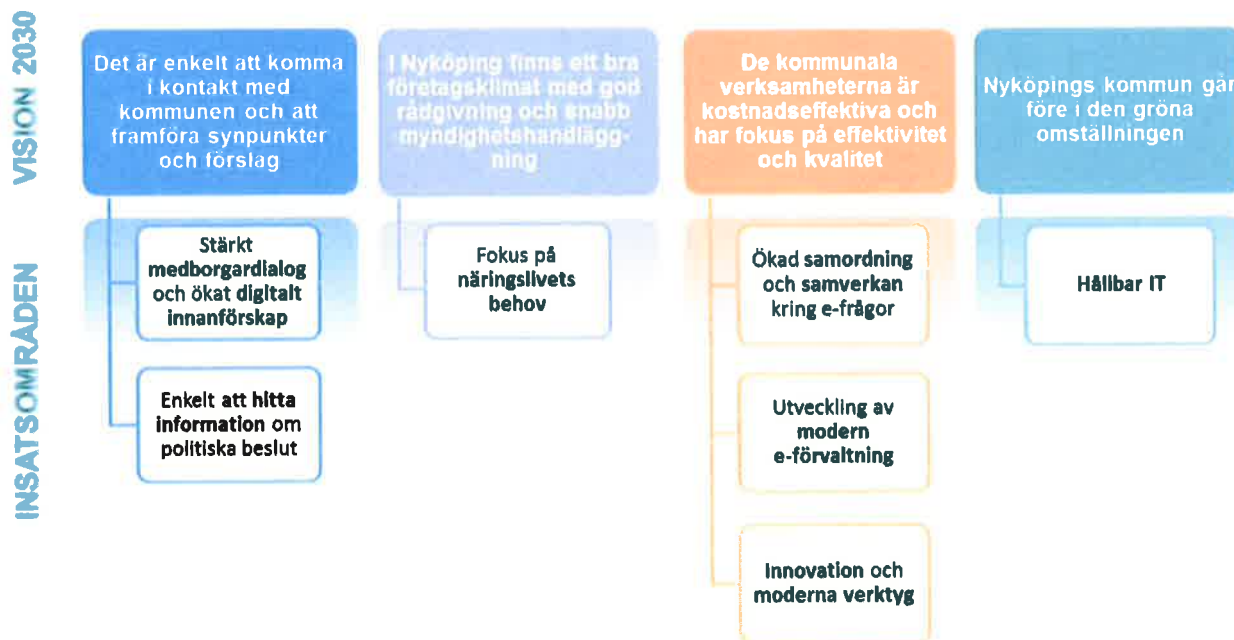 VISION 2030
Det är enkelt att komma
i kontakt med
kommunen och att
framföra synpunkter
och förslag
I Nyköping finns ett bra
företagsklimat med god
rådgivning och snabb
myndighetshandlägg-
ning
De kommunala
verksamheterna är
kostnadseffektiva och
har fokus på effektivitet
och kvalitet
Nyköpings kommun går
före i den gröna
omställningen
INSATSOMRÅDEN
Stärkt
medborgardialog
och ökat digitalt
innanförskap
Enkelt att hitta
information om
politiska beslut
Fokus på
näringslivets
behov
Ökad samordning
och samverkan
kring e-frågor
Utveckling av
modern
e-förvaltning
Innovation och
moderna verktyg
Hållbar IT